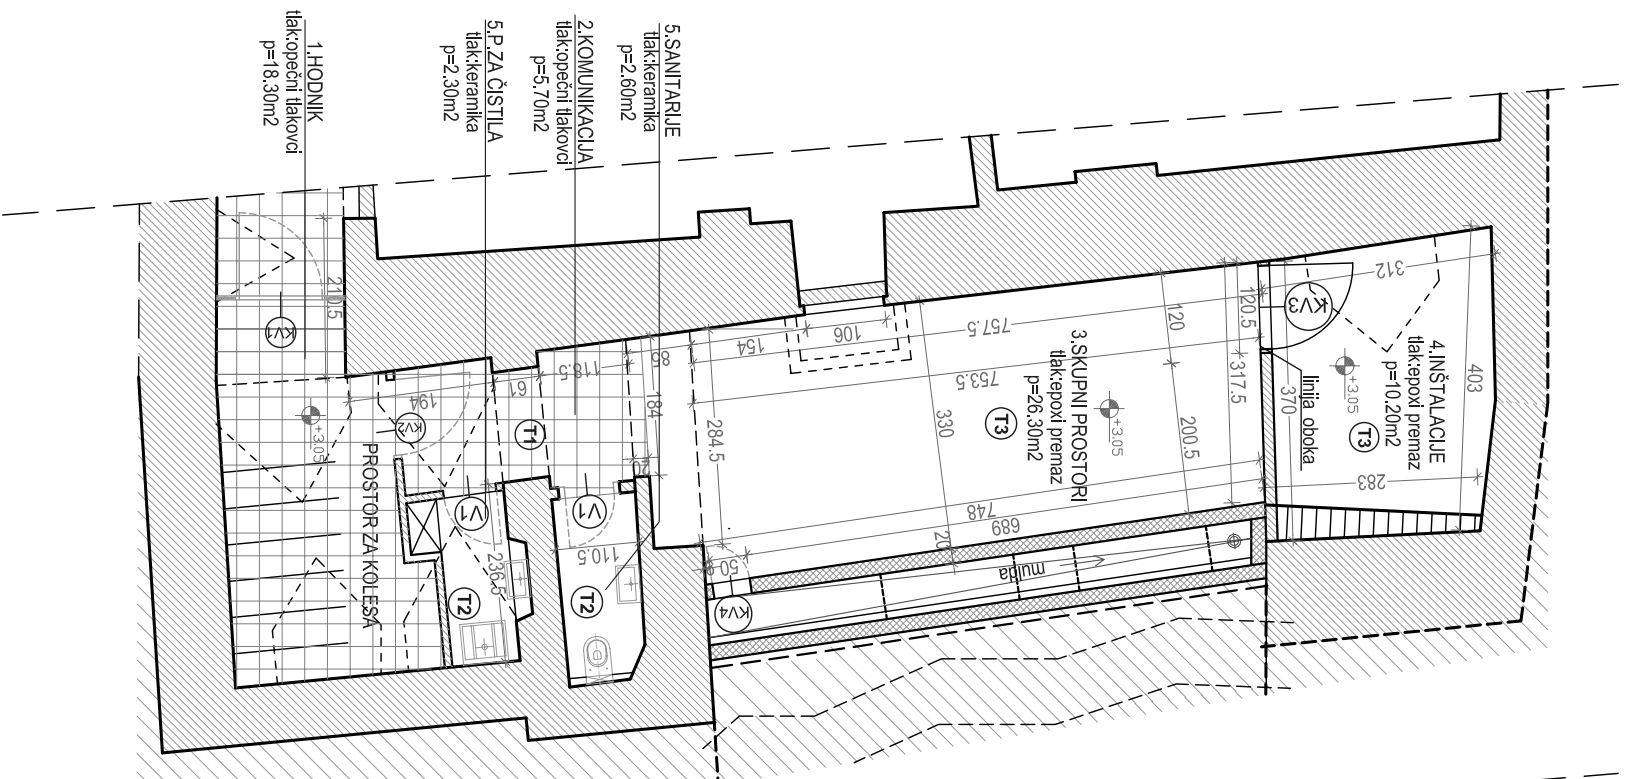 1.HODNIK
tlak:opečni tlakovci
p=18.30m2
5.P.ZA ČISTILA
tlak:keramika
p=2.30m2
2.KOMUNIKACIJA
tlak:opečni tlakovci
p=5.70m2
5.SANITARIJE
tlak:keramika
p=2.60m2
3.SKUPNI PROSTORI
tlak:epoxi premaz
p=26.30m2
4.INŠTALACIJE
tlak:epoxi premaz
p=10.20m2
linija oboka
PROSTOR ZA KOLESA
mulda
KV1
KV2
KV3
KV4
V1
V1
T1
T2
T2
T3
T3
+3.05
+3.05
+3.05
210.5
194
61
118.5
85
184
20
154
106
284.5
757.5
753.5
330
120
200.5
120.5
317.5
312
403
370
283
748
689
20
50
110.5
236.5